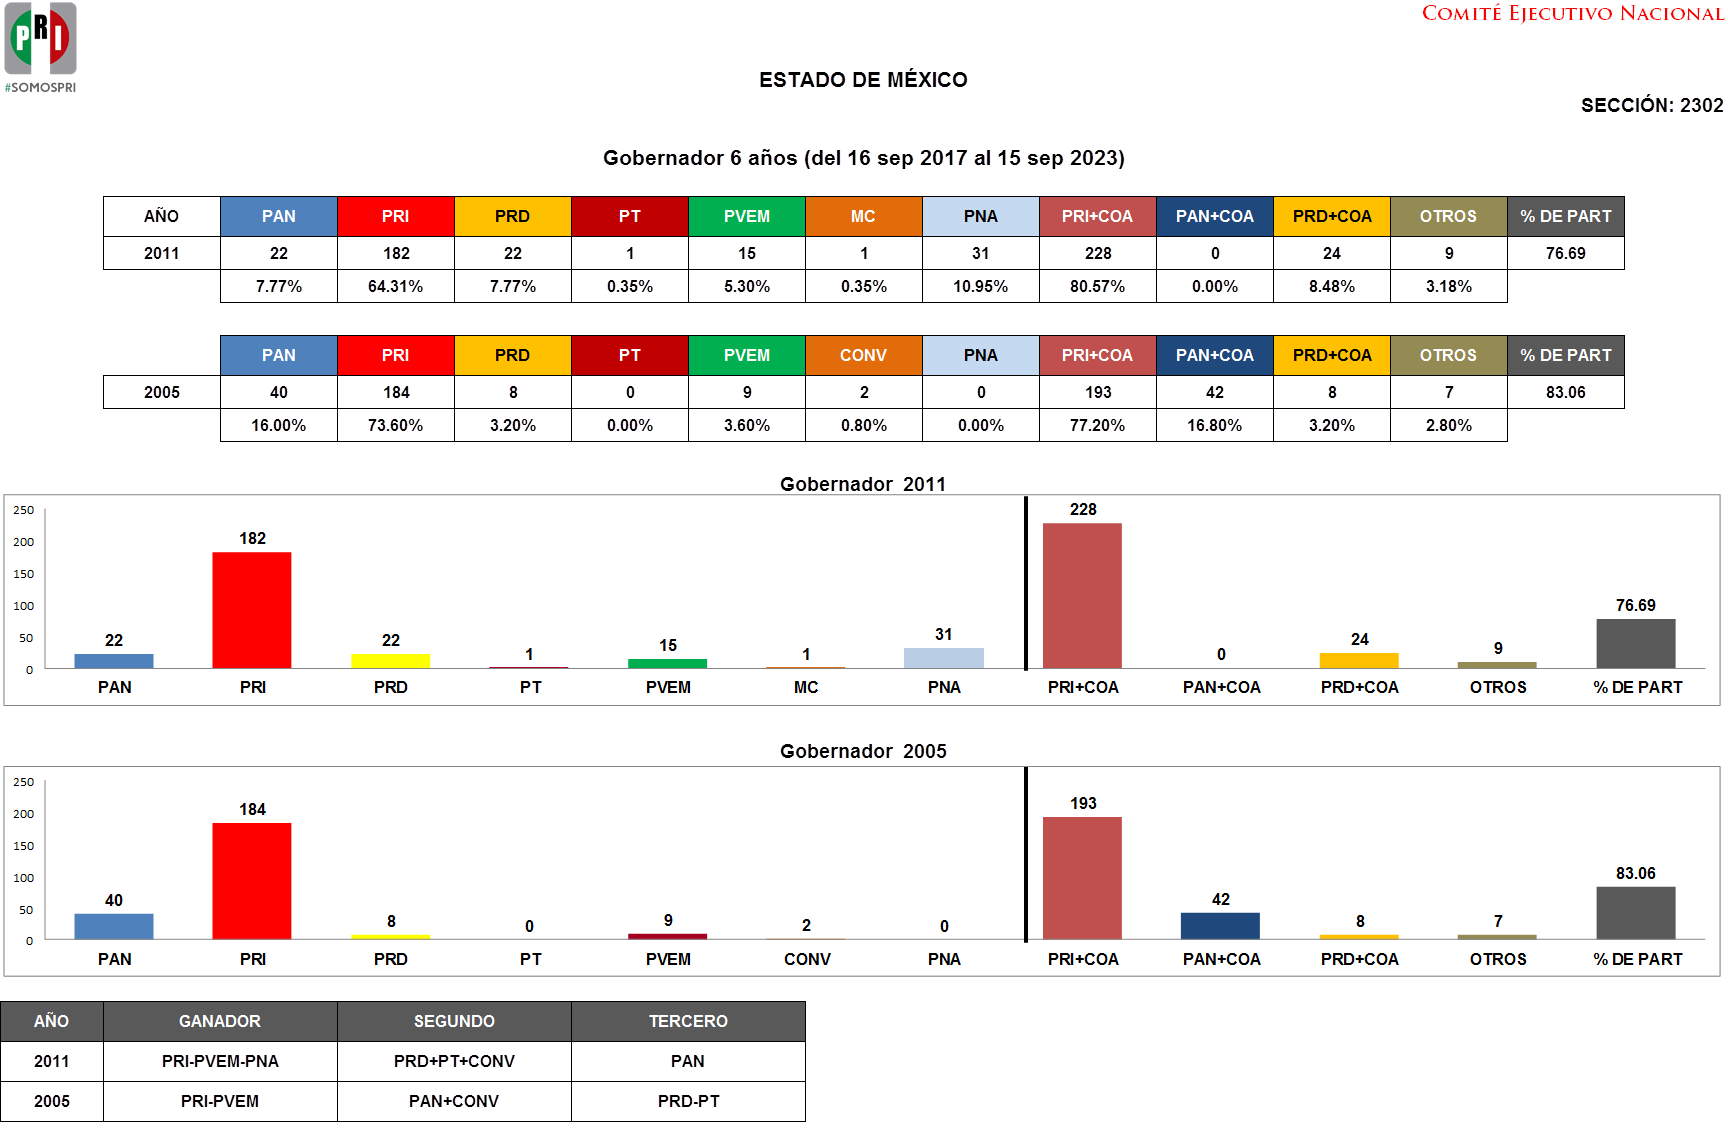 PRI
#SOMOSPRI
COMITÉ EJECUTIVO NACIONAL
ESTADO DE MÉXICO
SECCIÓN: 2302
Gobernador 6 años (del 16 sep 2017 al 15 sep 2023)
AÑO PAN PRI PRD PT PVEM MC PNA PRI+COA PAN+COA PRD+COA OTROS % DE PART
2011 22 182 22 1 15 1 31 228 0 24 9 76.69
7.77% 64.31% 7.77% 0.35% 5.30% 0.35% 10.95% 80.57% 0.00% 8.48% 3.18%
PAN PRI PRD PT PVEM CONV PNA PRI+COA PAN+COA PRD+COA OTROS % DE PART
2005 40 184 8 0 9 2 0 193 42 8 7 83.06
16.00% 73.60% 3.20% 0.00% 3.60% 0.80% 0.00% 77.20% 16.80% 3.20% 2.80%
Gobernador 2011
250
200
150
100
50
0
22 182 22 1 15 1 31 228 0 24 9 76.69
PAN PRI PRD PT PVEM MC PNA PRI+COA PAN+COA PRD+COA OTROS % DE PART
Gobernador 2005
250
200
150
100
50
0
40 184 8 0 9 2 0 193 42 8 7 83.06
PAN PRI PRD PT PVEM CONV PNA PRI+COA PAN+COA PRD+COA OTROS % DE PART
AÑO GANADOR SEGUNDO TERCERO
2011 PRI-PVEM-PNA PRD+PT+CONV PAN
2005 PRI-PVEM PAN+CONV PRD-PT